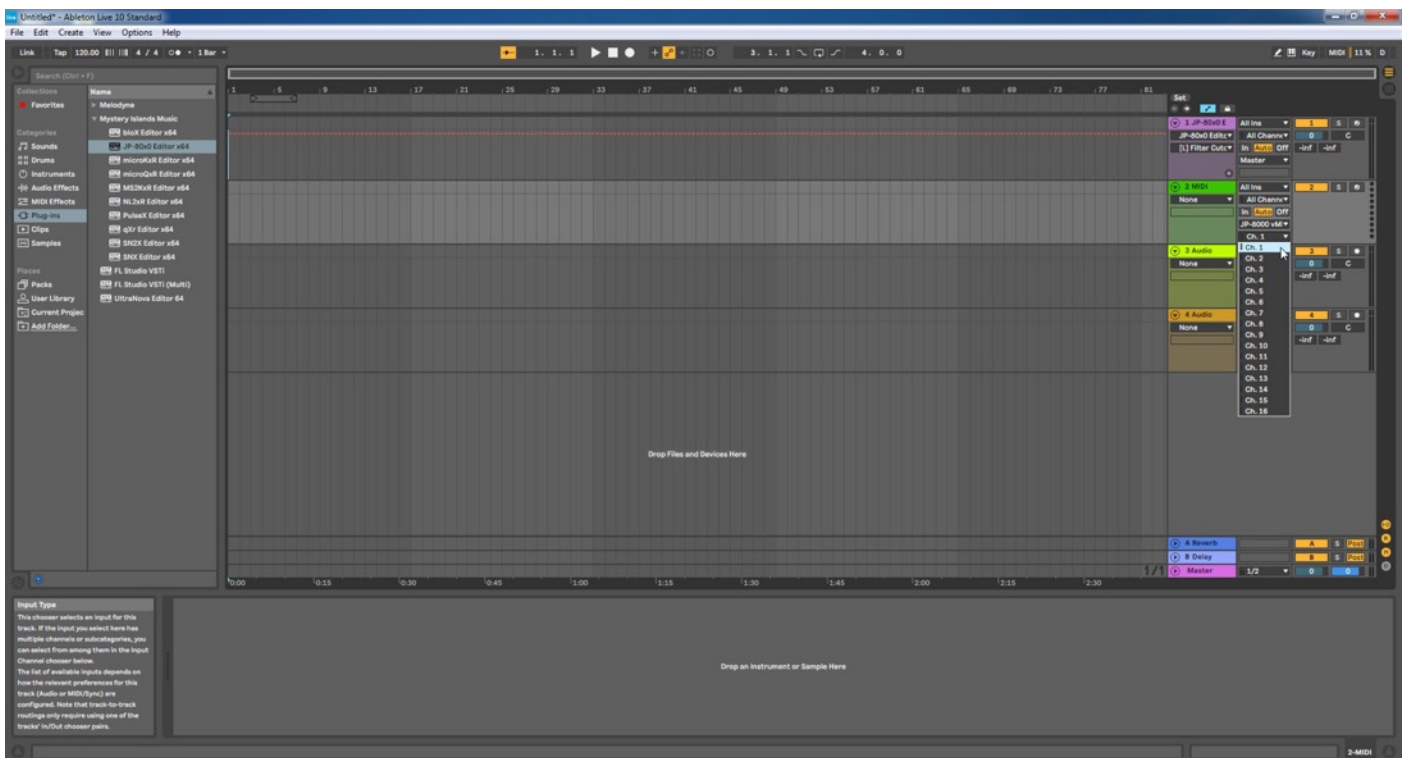 Untitled* - Ableton Live 10 Standard
File Edit Create View Options Help
Link Tap 120.00 4 / 4 1 Bar
1. 1. 1
3. 1. 1
4. 0. 0
Key MIDI 11 % D
Search (Ctrl + F)
Collections
Favorites
Categories
Sounds
Drums
Instruments
Audio Effects
MIDI Effects
Plug-ins
Clips
Samples
Places
Packs
User Library
Current Projec
Add Folder...
Name
Melodyne
Mystery Islands Music
bloX Editor x64
JP-80x0 Editor x64
microKxR Editor x64
microQxR Editor x64
MS2KxR Editor x64
NL2xR Editor x64
PulseX Editor x64
qXr Editor x64
SN2X Editor x64
SNX Editor x64
FL Studio VSTi
FL Studio VSTi (Multi)
UltraNova Editor 64
1 5 9 13 17 21 25 29 33 37 41 45 49 53 57 61 65 69 73 77 81
Set
1 JP-80x0 E All Ins 1 S
JP-80x0 Editor All Channe 0 C
[L] Filter Cutc In Auto Off -inf -inf
Master
2 MIDI All Ins 2 S
None All Channe
In Auto Off
JP-8000 vMI
Ch. 1
3 Audio 3 S
None 0 C
-inf -inf
4 Audio 4 S
None 0 C
-inf -inf
Ch. 1
Ch. 2
Ch. 3
Ch. 4
Ch. 5
Ch. 6
Ch. 7
Ch. 8
Ch. 9
Ch. 10
Ch. 11
Ch. 12
Ch. 13
Ch. 14
Ch. 15
Ch. 16
Drop Files and Devices Here
A Reverb A S Post
B Delay B S Post
1/1 Master 1/2 0 0
0:00 0:15 0:30 0:45 1:00 1:15 1:30 1:45 2:00 2:15 2:30
Input Type
This chooser selects an input for this
track. If the input you select here has
multiple channels or subcategories, you
can select from among them in the Input
Channel chooser below.
The list of available inputs depends on
how the relevant preferences for this
track (Audio or MIDI/Sync) are
configured. Note that track-to-track
routings only require using one of the
tracks' In/Out chooser pairs.
Drop an Instrument or Sample Here
2-MIDI